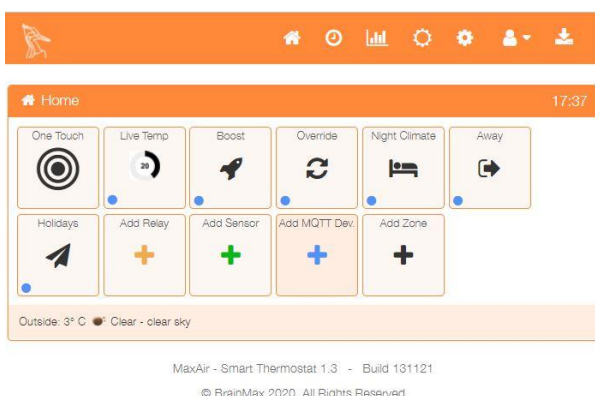 Home 17:37
One Touch Live Temp Boost Override Night Climate Away
20
Holidays Add Relay Add Sensor Add MQTT Dev. Add Zone
Outside: 3° C Clear - clear sky
MaxAir - Smart Thermostat 1.3 - Build 131121
© BrainMax 2020. All Rights Reserved